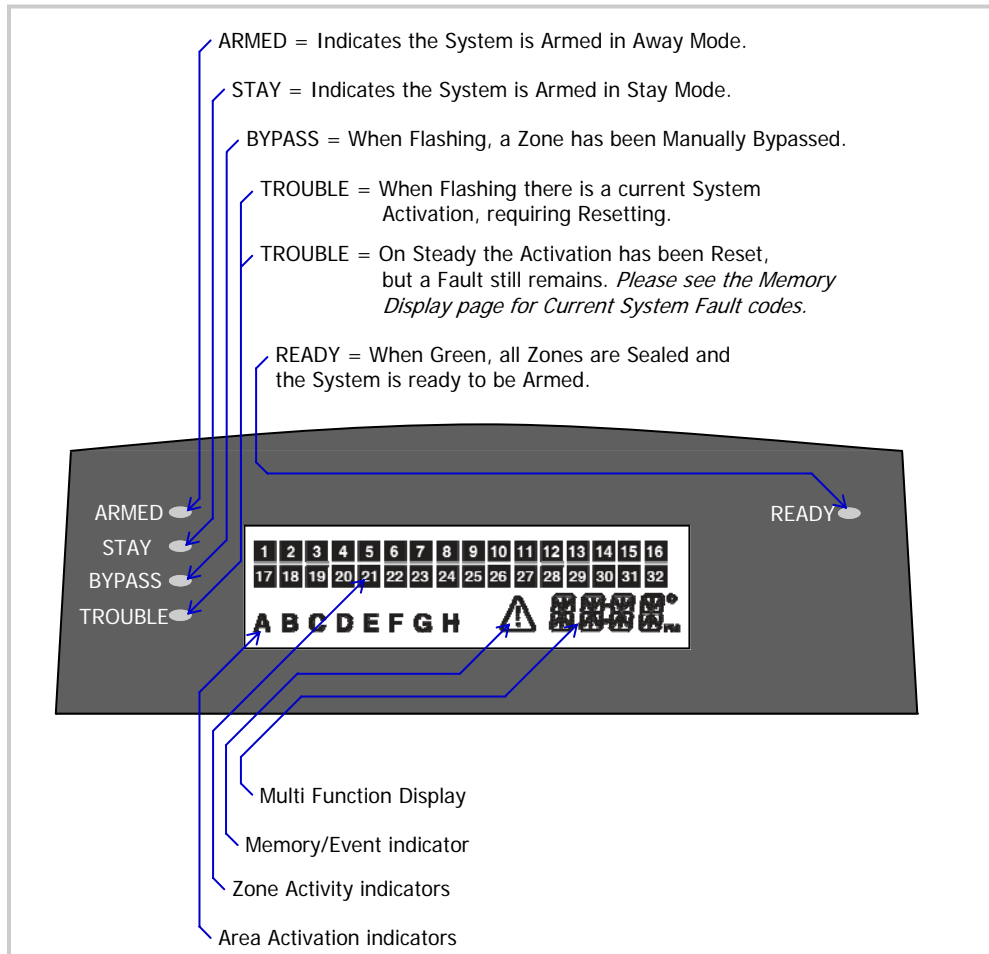 ARMED = Indicates the System is Armed in Away Mode.
STAY = Indicates the System is Armed in Stay Mode.
BYPASS = When Flashing, a Zone has been Manually Bypassed.
TROUBLE = When Flashing there is a current System
Activation, requiring Resetting.
TROUBLE = On Steady the Activation has been Reset,
but a Fault still remains. Please see the Memory
Display page for Current System Fault codes.
READY = When Green, all Zones are Sealed and
the System is ready to be Armed.
ARMED
READY
STAY
BYPASS
TROUBLE
1 2 3 4 5 6 7 8 9 10 11 12 13 14 15 16
17 18 19 20 21 22 23 24 25 26 27 28 29 30 31 32
A B C D E F G H
PM
Multi Function Display
Memory/Event indicator
Zone Activity indicators
Area Activation indicators